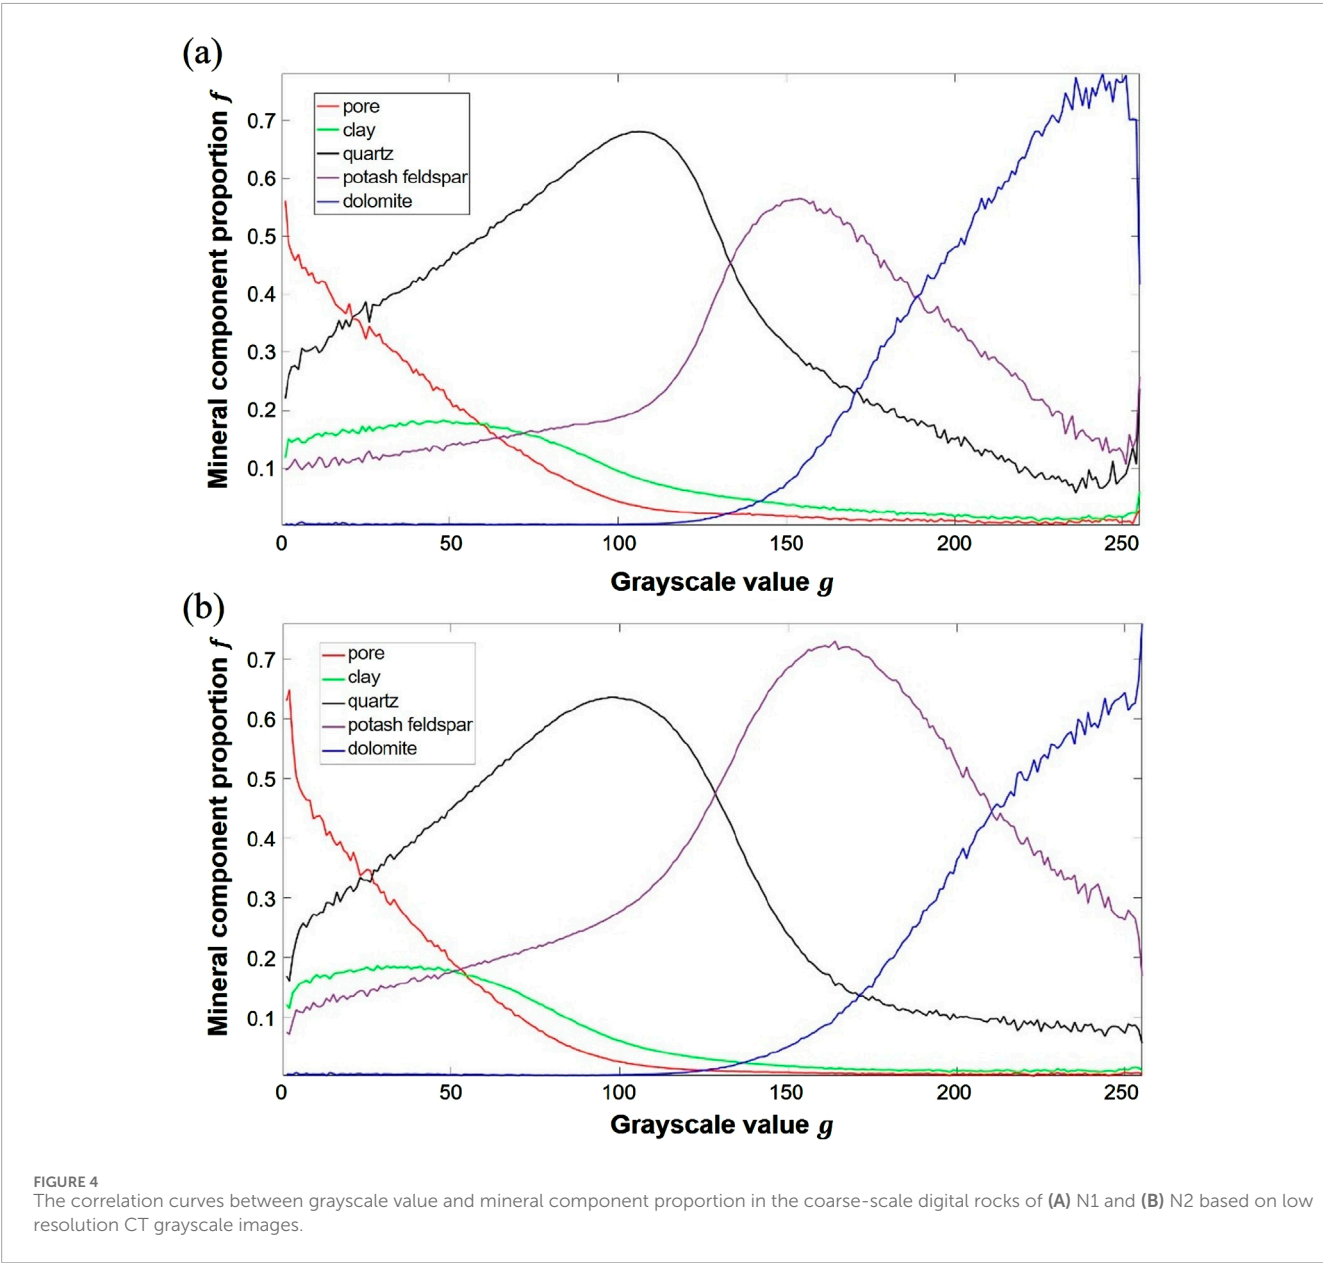 (a)
Mineral component proportion f
0.7
0.6
0.5
0.4
0.3
0.2
0.1
pore
clay
quartz
potash feldspar
dolomite
0 50 100 150 200 250
Grayscale value g
(b)
Mineral component proportion f
0.7
0.6
0.5
0.4
0.3
0.2
0.1
pore
clay
quartz
potash feldspar
dolomite
0 50 100 150 200 250
Grayscale value g
FIGURE 4
The correlation curves between grayscale value and mineral component proportion in the coarse-scale digital rocks of (A) N1 and (B) N2 based on low
resolution CT grayscale images.